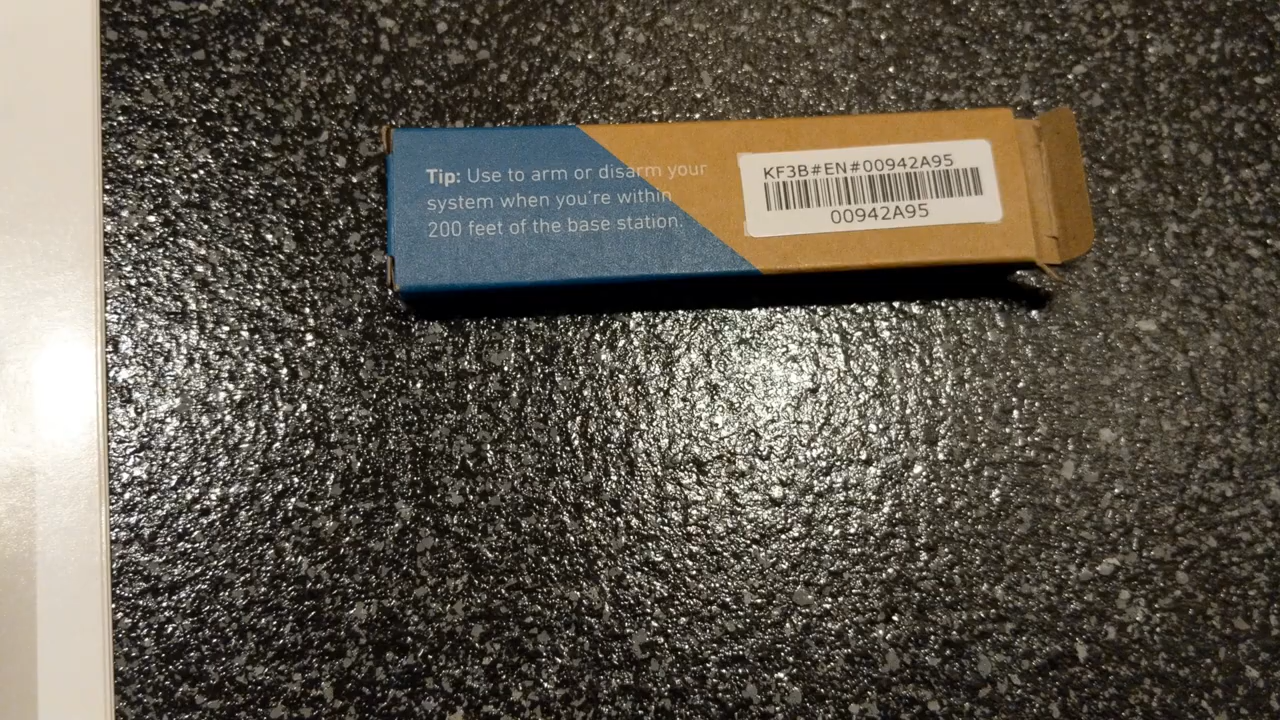 Tip: Use to arm or disarm your
system when you're within
200 feet of the base station.
KF3B#EN#00942A95
00942A95